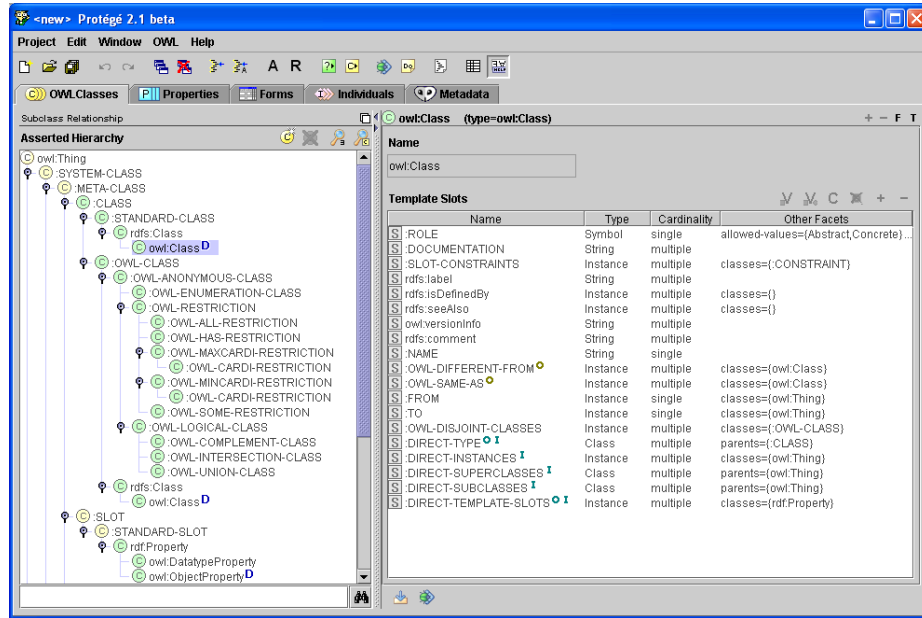 <new> Protégé 2.1 beta
Project Edit Window OWL Help
A R
OWLClasses Properties Forms Individuals Metadata
Subclass Relationship
Asserted Hierarchy
owl:Thing
:SYSTEM-CLASS
:META-CLASS
:CLASS
:STANDARD-CLASS
rdfs:Class
owl:Class D
:OWL-CLASS
:OWL-ANONYMOUS-CLASS
:OWL-ENUMERATION-CLASS
:OWL-RESTRICTION
:OWL-ALL-RESTRICTION
:OWL-HAS-RESTRICTION
:OWL-MAXCARDI-RESTRICTION
:OWL-CARDI-RESTRICTION
:OWL-MINCARDI-RESTRICTION
:OWL-CARDI-RESTRICTION
:OWL-SOME-RESTRICTION
:OWL-LOGICAL-CLASS
:OWL-COMPLEMENT-CLASS
:OWL-INTERSECTION-CLASS
:OWL-UNION-CLASS
rdfs:Class
owl:Class D
:SLOT
:STANDARD-SLOT
rdf:Property
owl:DatatypeProperty
owl:ObjectProperty D
owl:Class (type=owl:Class) + − F T
Name
owl:Class
Template Slots
Name Type Cardinality Other Facets
:ROLE Symbol single allowed-values={Abstract,Concrete}...
:DOCUMENTATION String multiple
:SLOT-CONSTRAINTS Instance multiple classes={:CONSTRAINT}
rdfs:label String multiple
rdfs:isDefinedBy Instance multiple classes={}
rdfs:seeAlso Instance multiple classes={}
owl:versionInfo String multiple
rdfs:comment String multiple
:NAME String single
:OWL-DIFFERENT-FROM O Instance multiple classes={owl:Class}
:OWL-SAME-AS O Instance multiple classes={owl:Class}
:FROM Instance single classes={owl:Thing}
:TO Instance single classes={owl:Thing}
:OWL-DISJOINT-CLASSES Instance multiple classes={:OWL-CLASS}
:DIRECT-TYPE O I Class multiple parents={:CLASS}
:DIRECT-INSTANCES I Instance multiple classes={owl:Thing}
:DIRECT-SUPERCLASSES I Class multiple parents={owl:Thing}
:DIRECT-SUBCLASSES I Class multiple parents={owl:Thing}
:DIRECT-TEMPLATE-SLOTS O I Instance multiple classes={rdf:Property}